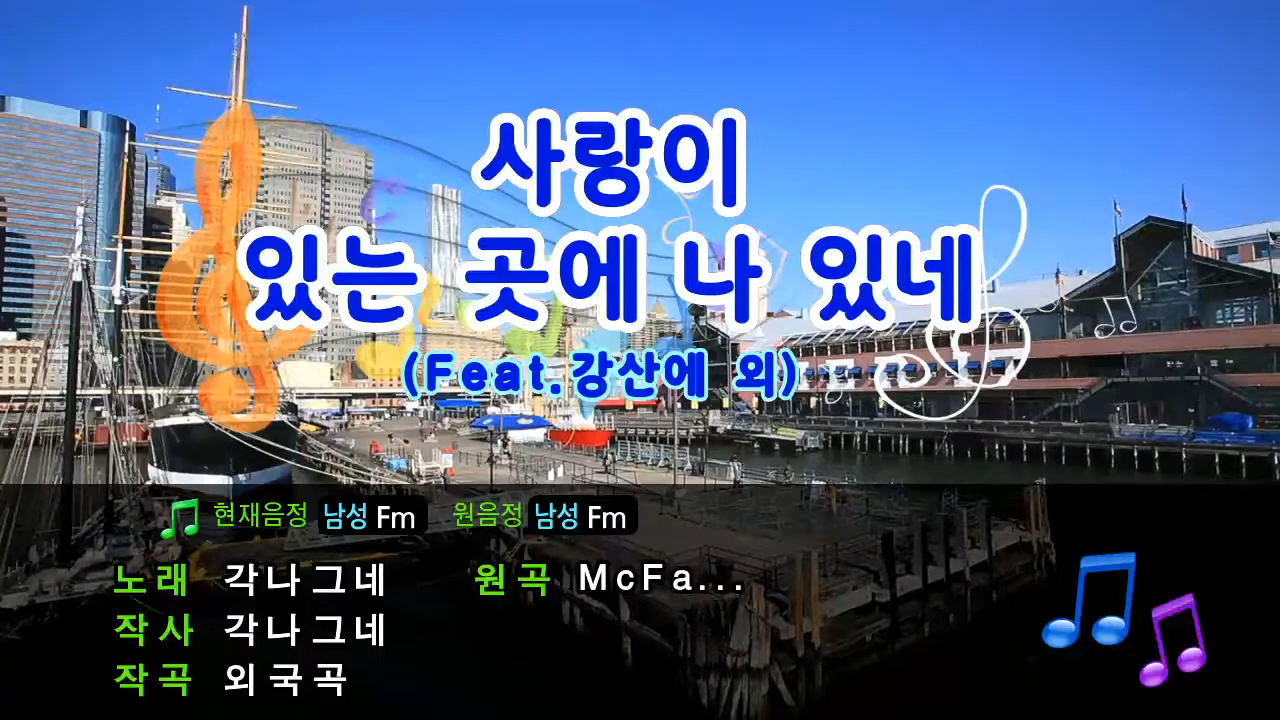 사랑이
있는 곳에 나 있네
(Feat.강산에 외)
현재음정 남성 Fm 원음정 남성 Fm
노래 각나그네 원곡 McFa...
작사 각나그네
작곡 외국곡